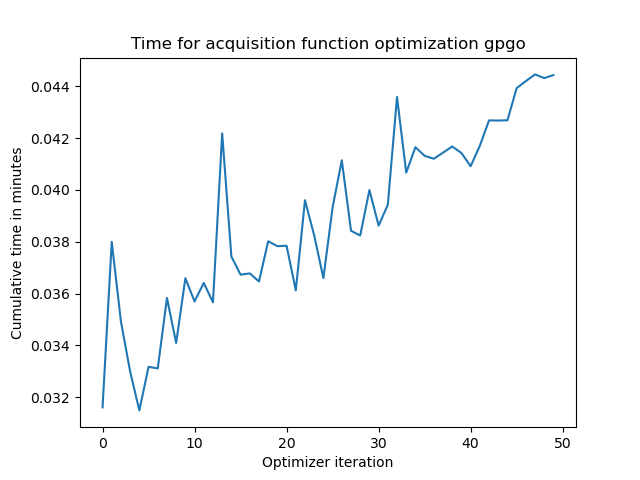 Time for acquisition function optimization gpgo
0.044
0.042
0.040
0.038
0.036
0.034
0.032
Cumulative time in minutes
0 10 20 30 40 50
Optimizer iteration